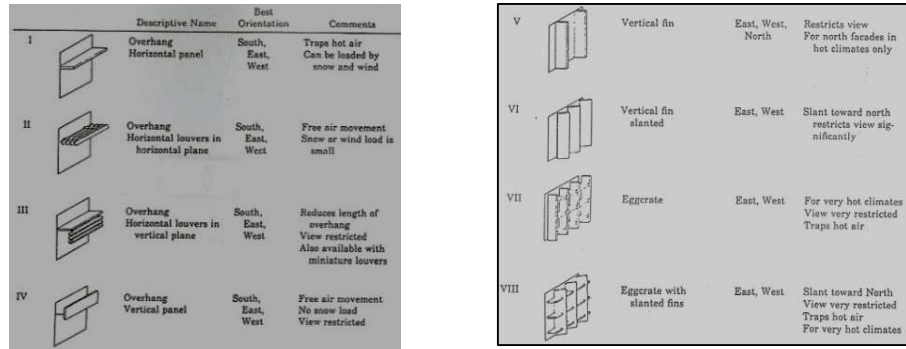 Descriptive Name Best Orientation Comments
I Overhang South, Traps hot air
Horizontal panel East, Can be loaded by
West snow and wind
II Overhang South, Free air movement
Horizontal louvers in East, Snow or wind load is
horizontal plane West small
III Overhang South, Reduces length of
Horizontal louvers in East, overhang
vertical plane West View restricted
Also available with
miniature louvers
IV Overhang South, Free air movement
Vertical panel East, No snow load
West View restricted
V Vertical fin East, West, Restricts view
North For north facades in
hot climates only
VI Vertical fin East, West Slant toward north
slanted restricts view sig-
nificantly
VII Eggcrate East, West For very hot climates
View very restricted
Traps hot air
VIII Eggcrate with East, West Slant toward North
slanted fins View very restricted
Traps hot air
For very hot climates